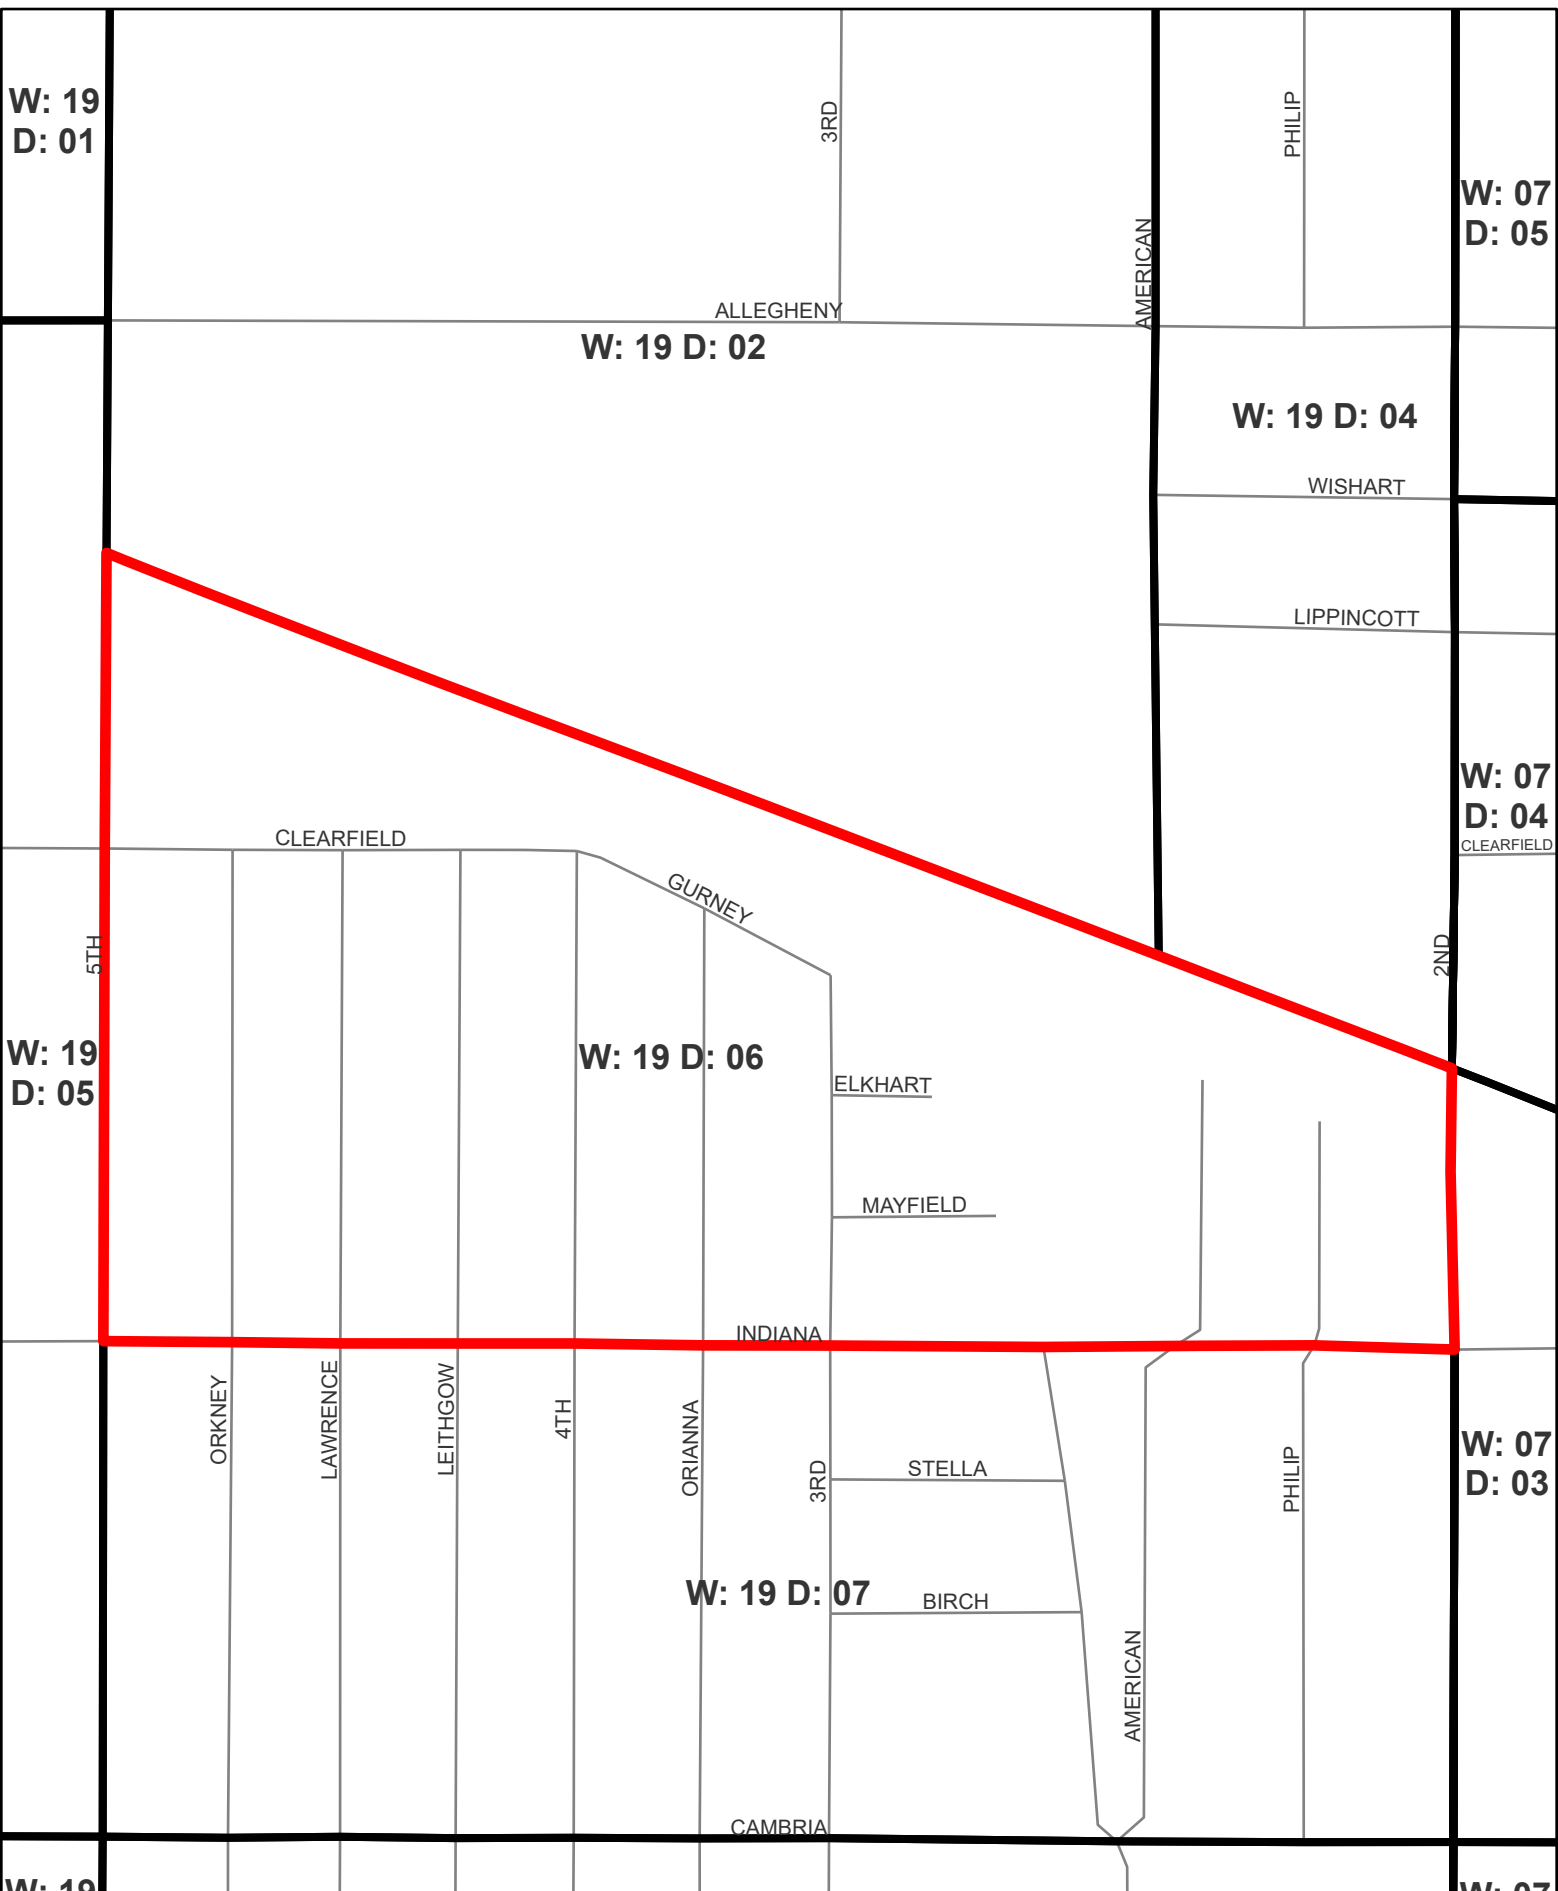 W: 19
D: 01
3RD
PHILIP
W: 07
D: 05
AMERICAN
ALLEGHENY
W: 19 D: 02
W: 19 D: 04
WISHART
LIPPINCOTT
W: 07
D: 04
CLEARFIELD
CLEARFIELD
GURNEY
5TH
2ND
W: 19
D: 05
W: 19 D: 06
ELKHART
MAYFIELD
INDIANA
ORKNEY
LAWRENCE
LEITHGOW
4TH
ORIANNA
3RD
STELLA
PHILIP
W: 07
D: 03
W: 19 D: 07
BIRCH
AMERICAN
CAMBRIA
W: 19
W: 07